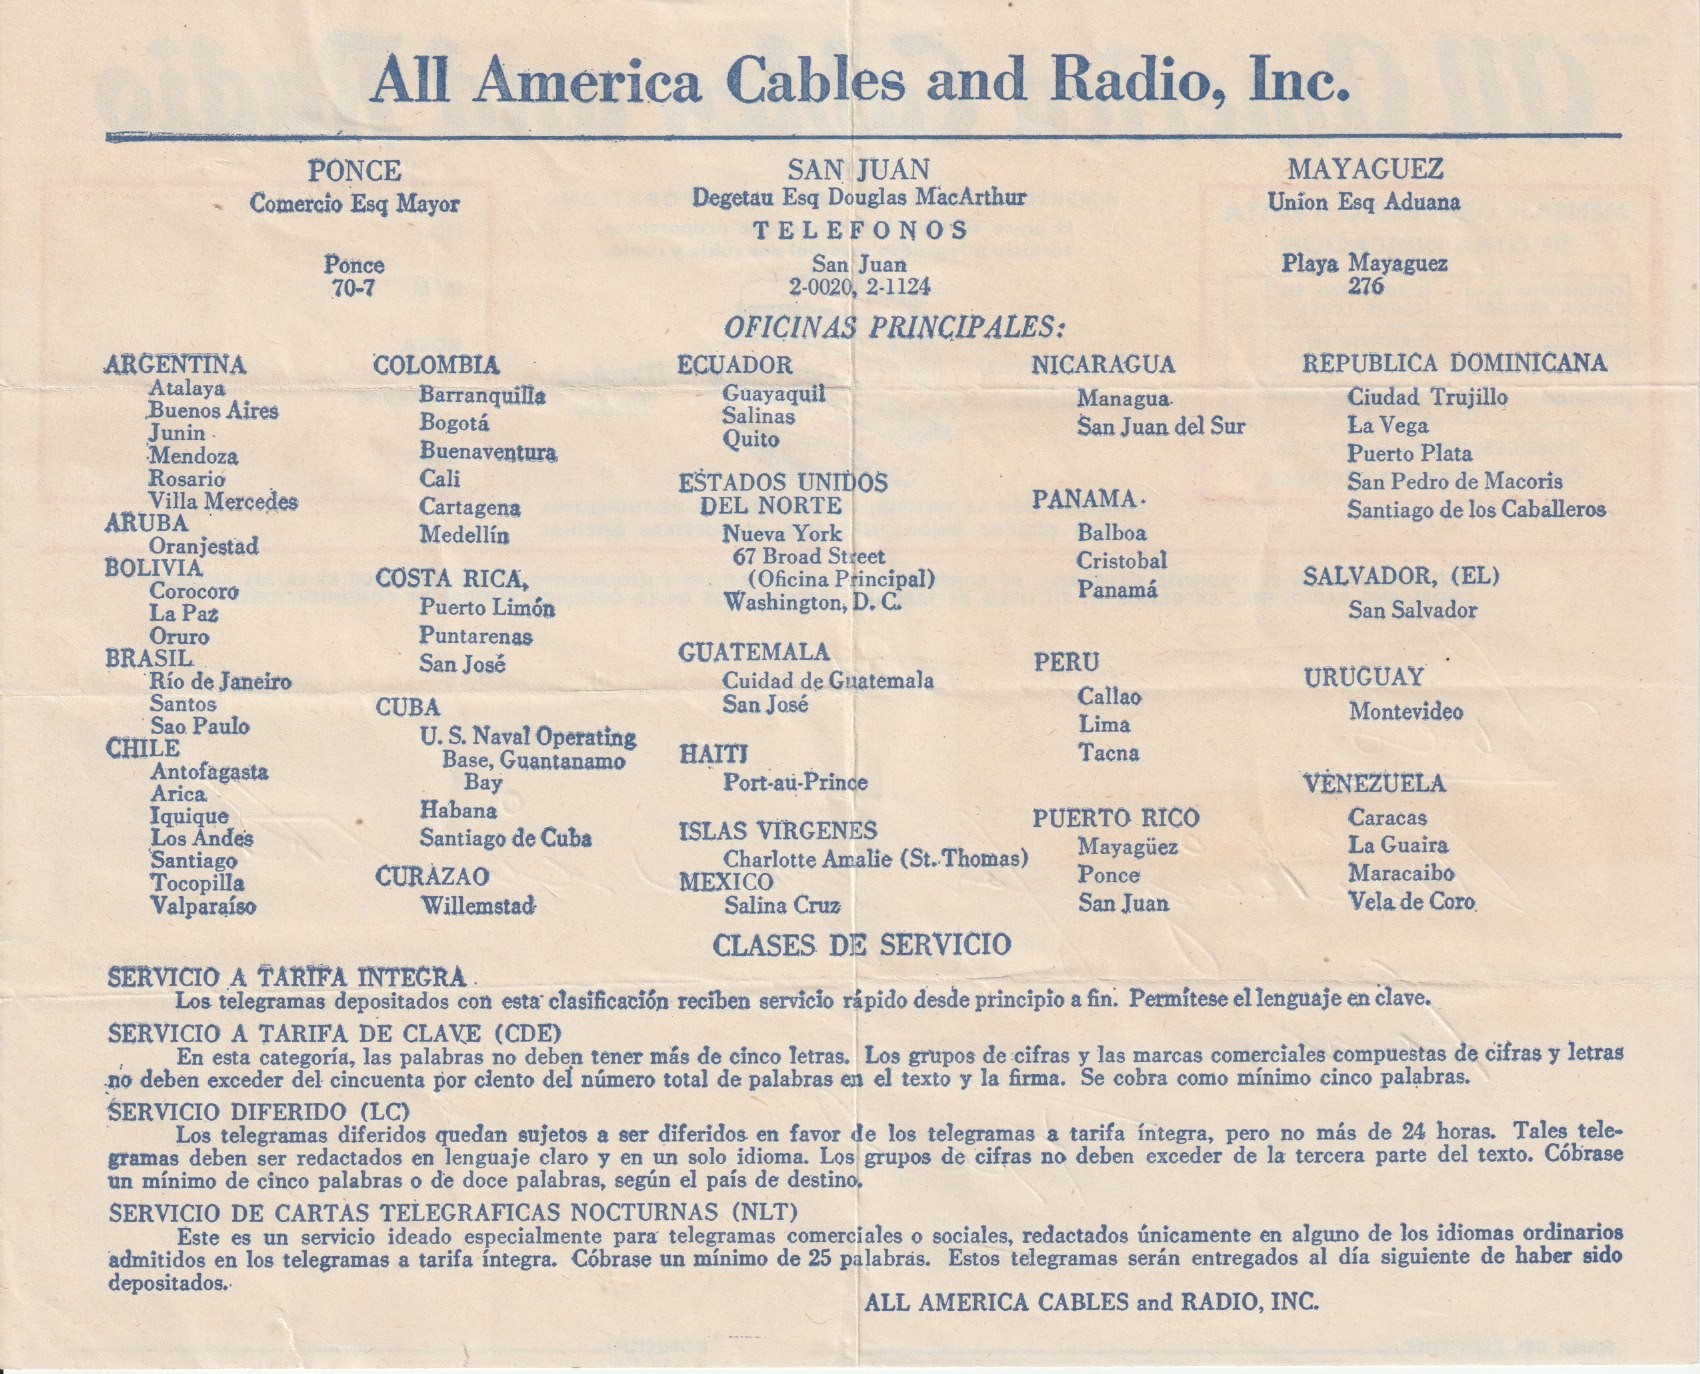 All America Cables and Radio, Inc.
PONCE
Comercio Esq Mayor
SAN JUAN
Degetau Esq Douglas MacArthur
MAYAGUEZ
Union Esq Aduana
TELEFONOS
Ponce
70-7
San Juan
2-0020, 2-1124
Playa Mayaguez
276
OFICINAS PRINCIPALES:
ARGENTINA
Atalaya
Buenos Aires
Junin
Mendoza
Rosario
Villa Mercedes
ARUBA
Oranjestad
BOLIVIA
Corocoro
La Paz
Oruro
BRASIL
Río de Janeiro
Santos
Sao Paulo
CHILE
Antofagasta
Arica
Iquique
Los Andes
Santiago
Tocopilla
Valparaíso
COLOMBIA
Barranquilla
Bogotá
Buenaventura
Cali
Cartagena
Medellín
COSTA RICA,
Puerto Limón
Puntarenas
San José
CUBA
U. S. Naval Operating
Base, Guantanamo
Bay
Habana
Santiago de Cuba
CURAZAO
Willemstad
ECUADOR
Guayaquil
Salinas
Quito
ESTADOS UNIDOS
DEL NORTE
Nueva York
67 Broad Street
(Oficina Principal)
Washington, D. C.
GUATEMALA
Cuidad de Guatemala
San José
HAITI
Port-au-Prince
ISLAS VIRGENES
Charlotte Amalie (St. Thomas)
MEXICO
Salina Cruz
NICARAGUA
Managua
San Juan del Sur
PANAMA
Balboa
Cristobal
Panamá
PERU
Callao
Lima
Tacna
PUERTO RICO
Mayagüez
Ponce
San Juan
REPUBLICA DOMINICANA
Ciudad Trujillo
La Vega
Puerto Plata
San Pedro de Macoris
Santiago de los Caballeros
SALVADOR, (EL)
San Salvador
URUGUAY
Montevideo
VENEZUELA
Caracas
La Guaira
Maracaibo
Vela de Coro
CLASES DE SERVICIO
SERVICIO A TARIFA INTEGRA
Los telegramas depositados con esta clasificación reciben servicio rápido desde principio a fin. Permítese el lenguaje en clave.
SERVICIO A TARIFA DE CLAVE (CDE)
En esta categoría, las palabras no deben tener más de cinco letras. Los grupos de cifras y las marcas comerciales compuestas de cifras y letras
no deben exceder del cincuenta por ciento del número total de palabras en el texto y la firma. Se cobra como mínimo cinco palabras.
SERVICIO DIFERIDO (LC)
Los telegramas diferidos quedan sujetos a ser diferidos en favor de los telegramas a tarifa íntegra, pero no más de 24 horas. Tales tele-
gramas deben ser redactados en lenguaje claro y en un solo idioma. Los grupos de cifras no deben exceder de la tercera parte del texto. Cóbrase
un mínimo de cinco palabras o de doce palabras, según el país de destino.
SERVICIO DE CARTAS TELEGRAFICAS NOCTURNAS (NLT)
Este es un servicio ideado especialmente para telegramas comerciales o sociales, redactados únicamente en alguno de los idiomas ordinarios
admitidos en los telegramas a tarifa íntegra. Cóbrase un mínimo de 25 palabras. Estos telegramas serán entregados al día siguiente de haber sido
depositados.
ALL AMERICA CABLES and RADIO, INC.